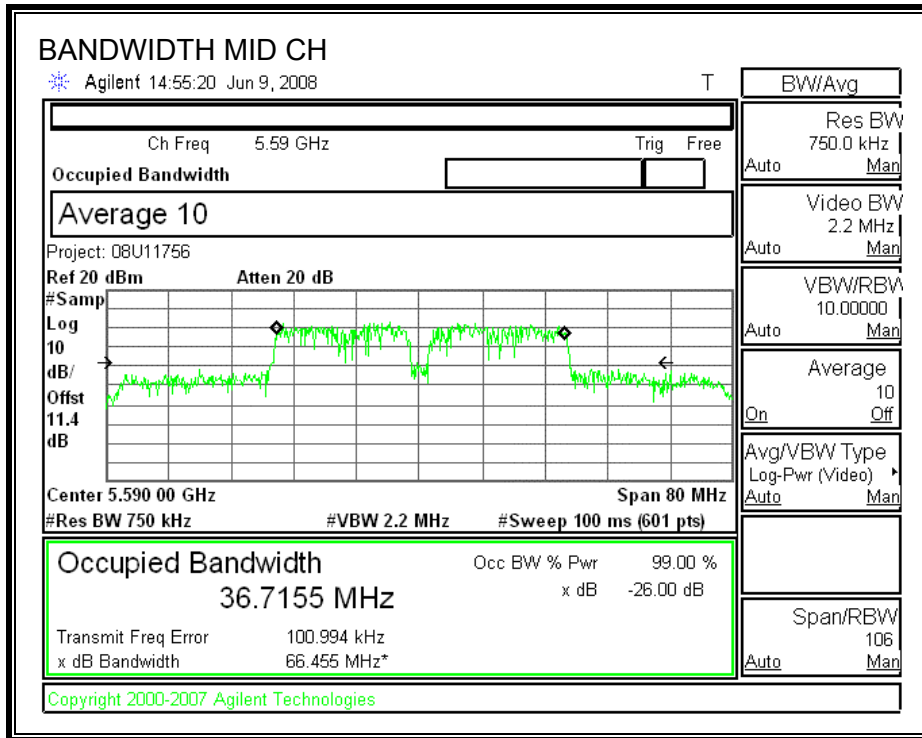 BANDWIDTH MID CH
Agilent 14:55:20 Jun 9, 2008 T
BW/Avg
Ch Freq 5.59 GHz Trig Free
Occupied Bandwidth
Average 10
Project: 08U11756
Ref 20 dBm Atten 20 dB
#Samp
Log
10
dB/
Offst
11.4
dB
Center 5.590 00 GHz Span 80 MHz
#Res BW 750 kHz #VBW 2.2 MHz #Sweep 100 ms (601 pts)
Occupied Bandwidth
36.7155 MHz
Occ BW % Pwr 99.00 %
x dB -26.00 dB
Transmit Freq Error 100.994 kHz
x dB Bandwidth 66.455 MHz*
Copyright 2000-2007 Agilent Technologies
Res BW
750.0 kHz
Auto Man
Video BW
2.2 MHz
Auto Man
VBW/RBW
10.00000
Auto Man
Average
10
On Off
Avg/VBW Type
Log-Pwr (Video)
Auto Man
Span/RBW
106
Auto Man